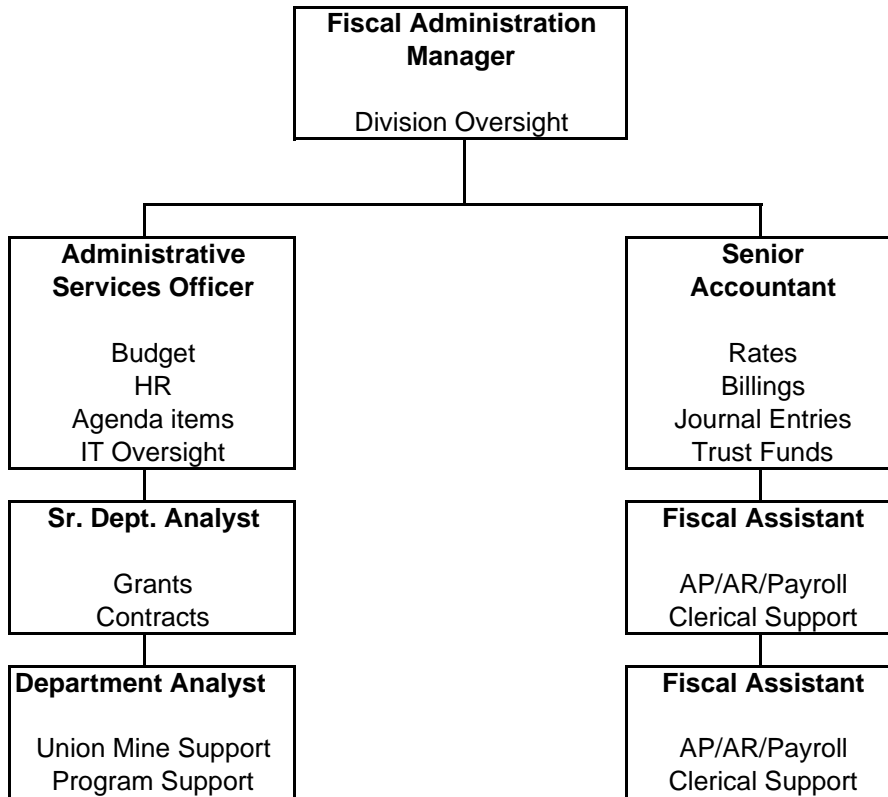 Fiscal Administration
Manager
Division Oversight
Administrative
Services Officer
Budget
HR
Agenda items
IT Oversight
Senior
Accountant
Rates
Billings
Journal Entries
Trust Funds
Sr. Dept. Analyst
Grants
Contracts
Fiscal Assistant
AP/AR/Payroll
Clerical Support
Department Analyst
Union Mine Support
Program Support
Fiscal Assistant
AP/AR/Payroll
Clerical Support